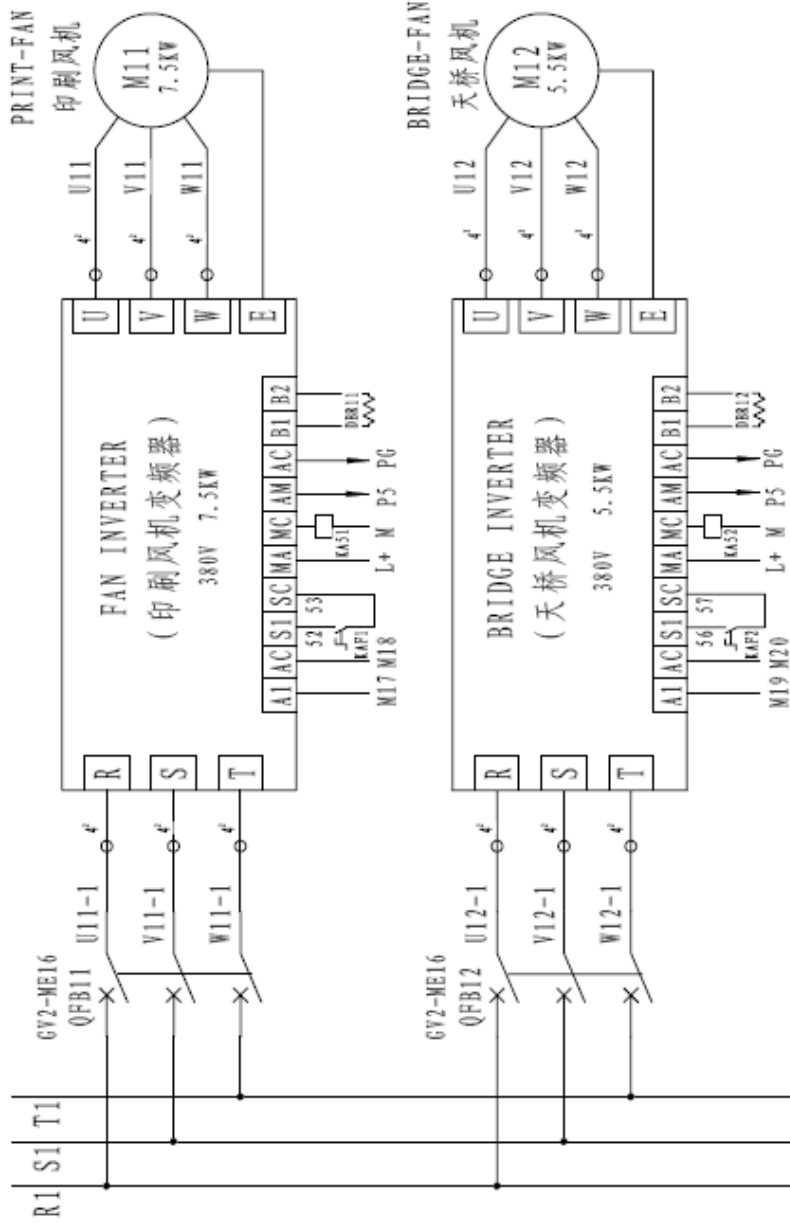 PRINT-FAN
印刷风机
M11
7.5KW
U11
V11
W11
4²
4²
4²
U
V
W
E
FAN INVERTER
(印刷风机变频器)
380V 7.5KW
A1 AC S1 SC MA MC AM AC B1 B2
52 53
KAF1
KA51
DBR11
M17 M18
L+ M P5 PG
R
S
T
4²
4²
4²
U11-1
V11-1
W11-1
GV2-ME16
QFB11
BRIDGE-FAN
天桥风机
M12
5.5KW
U12
V12
W12
4²
4²
4²
U
V
W
E
BRIDGE INVERTER
(天桥风机变频器)
380V 5.5KW
A1 AC S1 SC MA MC AM AC B1 B2
56 57
KAF2
KA52
DBR12
M19 M20
L+ M P5 PG
R
S
T
4²
4²
4²
U12-1
V12-1
W12-1
GV2-ME16
QFB12
R1 S1 T1